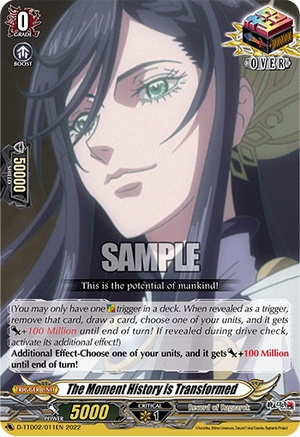 0
GRADE
BOOST
OVER
50000
SHIELD
SAMPLE
This is the potential of mankind!
(You may only have one trigger in a deck. When revealed as a trigger,
remove that card, draw a card, choose one of your units, and it gets
+100 Million until end of turn! If revealed during drive check,
activate its additional effect!)
Additional Effect-Choose one of your units, and it gets +100 Million
until end of turn!
TRIGGER UNIT
The Moment History is Transformed
POWER 5000
CRITICAL 1
Record of Ragnarok
D-TTD02/011EN 2022